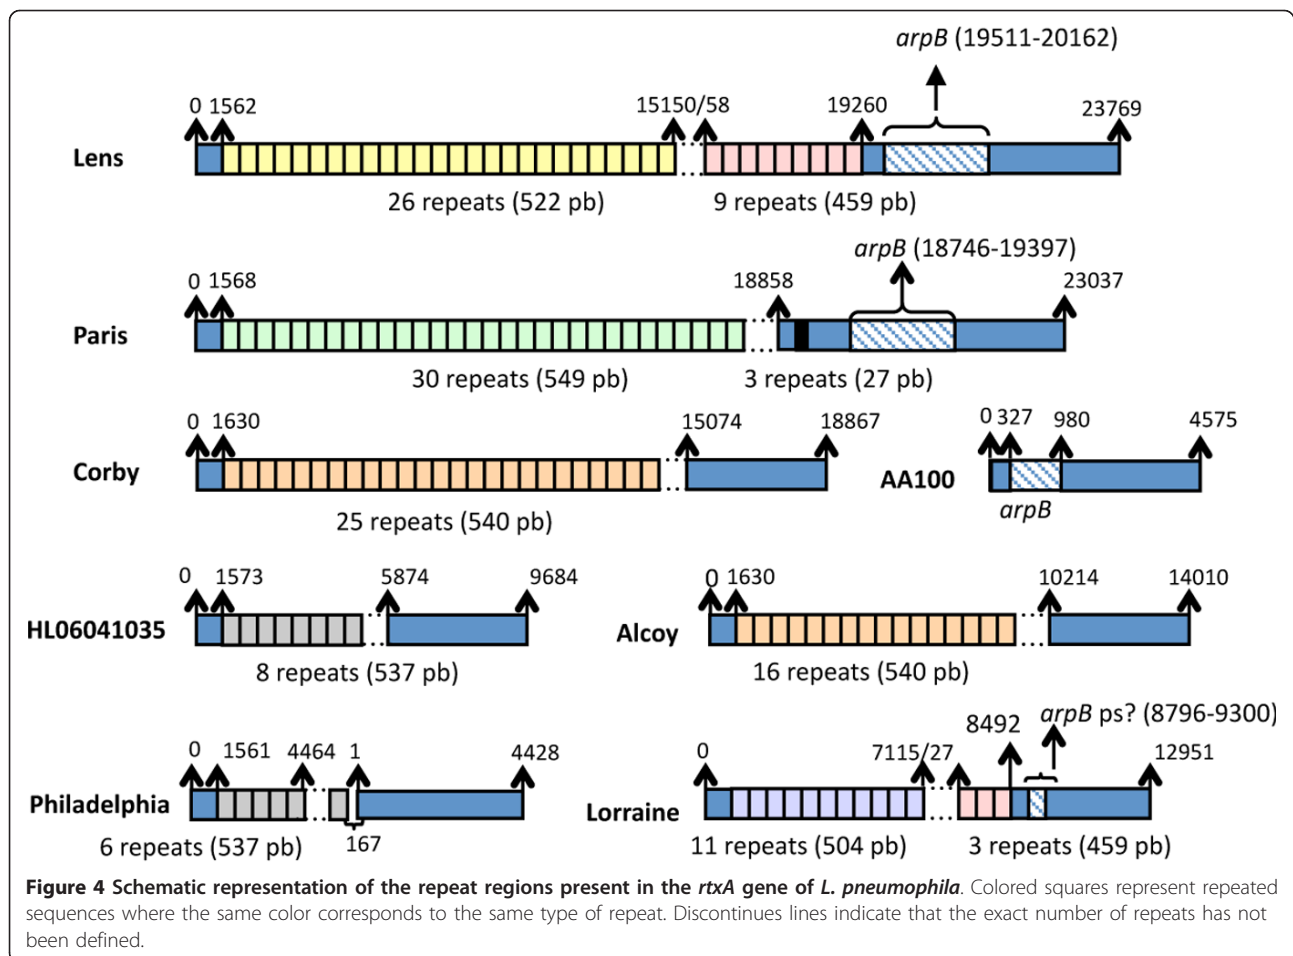 arpB (19511-20162)
0 1562 15150/58 19260 23769
Lens
26 repeats (522 pb) 9 repeats (459 pb)
arpB (18746-19397)
0 1568 18858 23037
Paris
30 repeats (549 pb) 3 repeats (27 pb)
0 1630 15074 18867 0 327 980 4575
Corby AA100
arpB
25 repeats (540 pb)
0 1573 5874 9684 0 1630 10214 14010
HL06041035 Alcoy
8 repeats (537 pb) 16 repeats (540 pb)
arpB ps? (8796-9300)
8492
0 1561 4464 1 4428 0 7115/27 12951
Philadelphia Lorraine
6 repeats (537 pb) 167 11 repeats (504 pb) 3 repeats (459 pb)
Figure 4 Schematic representation of the repeat regions present in the rtxA gene of L. pneumophila. Colored squares represent repeated
sequences where the same color corresponds to the same type of repeat. Discontinues lines indicate that the exact number of repeats has not
been defined.